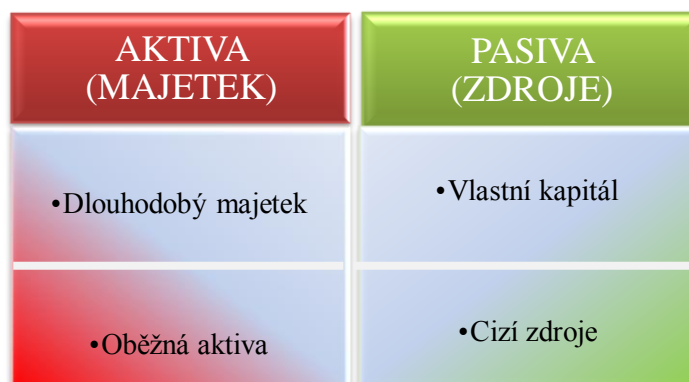 AKTIVA
(MAJETEK)
PASIVA
(ZDROJE)
•Dlouhodobý majetek
•Vlastní kapitál
•Oběžná aktiva
•Cizí zdroje